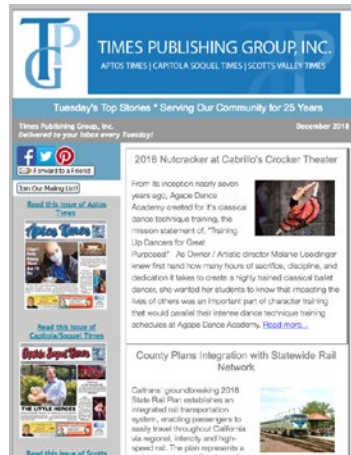 TPG
TIMES PUBLISHING GROUP, INC.
APTOS TIMES | CAPITOLA SOQUEL TIMES | SCOTTS VALLEY TIMES
Tuesday's Top Stories * Serving Our Community for 25 Years
Times Publishing Group, Inc.
Delivered to your Inbox every Tuesday!
December 2018
Forward to a Friend
Join Our Mailing List!
Read this Issue of Aptos
Times
Aptos Times
Read this Issue of
Capitola/Soquel Times
Capitola Soquel Times
THE LITTLE HEROES
Read this Issue of Scotts
2018 Nutcracker at Cabrillo's Crocker Theater
From its inception nearly seven
years ago, Agape Dance
Academy created for it's classical
dance technique training, the
mission statement of, "Training
Up Dancers for Great
Purposed" As Owner / Artistic director Melanie Useldinger
knew first hand how many hours of sacrifice, discipline, and
dedication it takes to create a highly trained classical ballet
dancer, she wanted her students to know that impacting the
lives of others was an important part of character training
that would parallel their intense dance technique training
schedules at Agape Dance Academy. Read more...
County Plans Integration with Statewide Rail
Network
Caltrans' groundbreaking 2018
State Rail Plan establishes an
integrated rail transportation
system, enabling passengers to
easily travel throughout California
via regional, intercity and high-
speed rail. The plan represents a